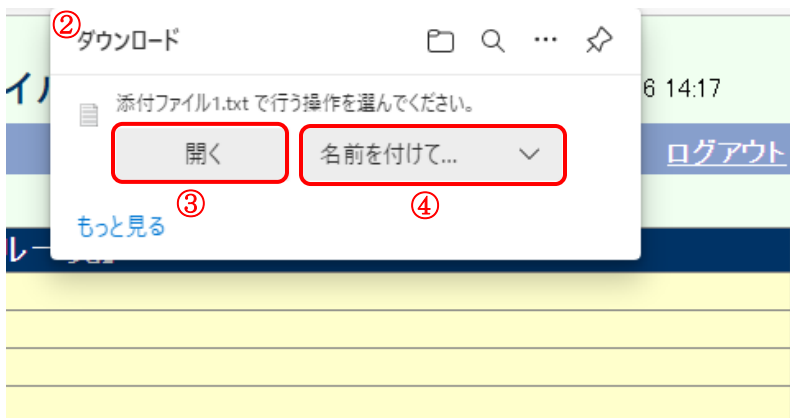 ②
ダウンロード
イル
6 14:17
添付ファイル1.txt で行う操作を選んでください。
開く
名前を付けて...
ログアウト
③
④
もっと見る